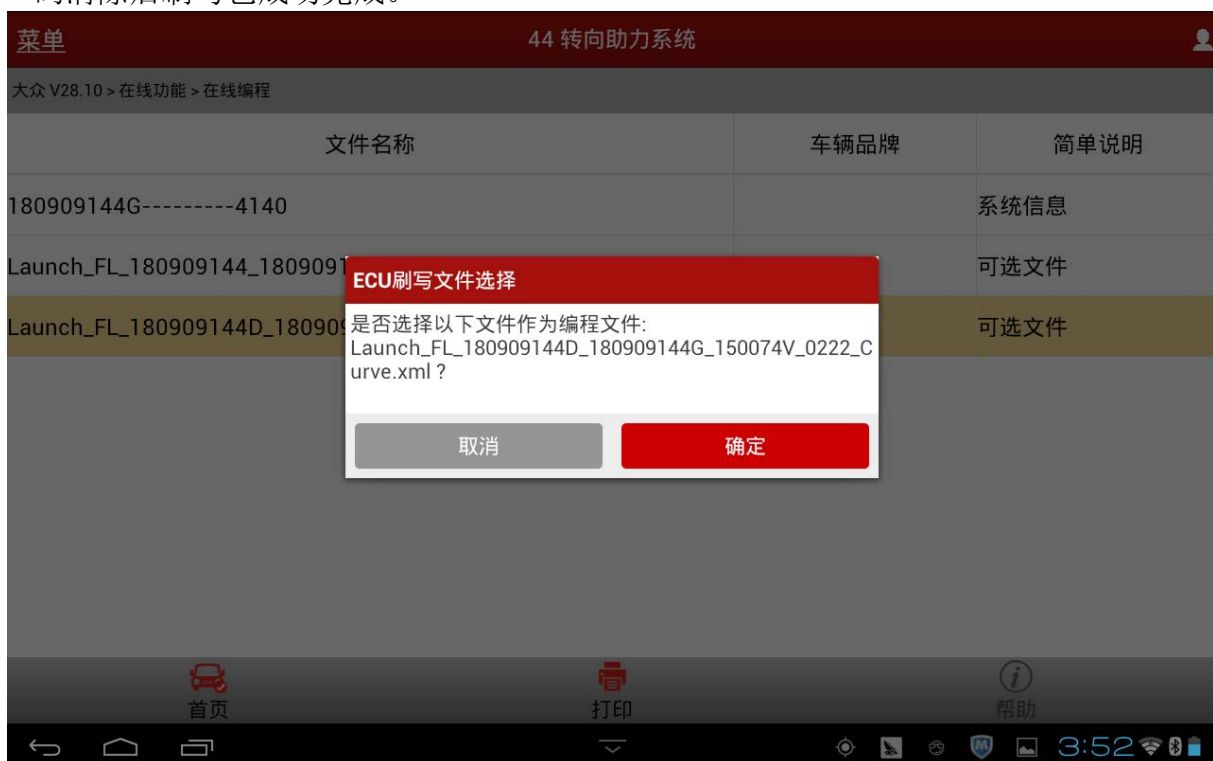 菜单
44 转向助力系统
大众 V28.10 > 在线功能 > 在线编程
文件名称
车辆品牌
简单说明
180909144G---------4140
系统信息
Launch_FL_180909144_1809091
可选文件
Launch_FL_180909144D_18090
可选文件
ECU刷写文件选择
是否选择以下文件作为编程文件:
Launch_FL_180909144D_180909144G_150074V_0222_C
urve.xml ?
取消
确定
首页
打印
帮助
3:52